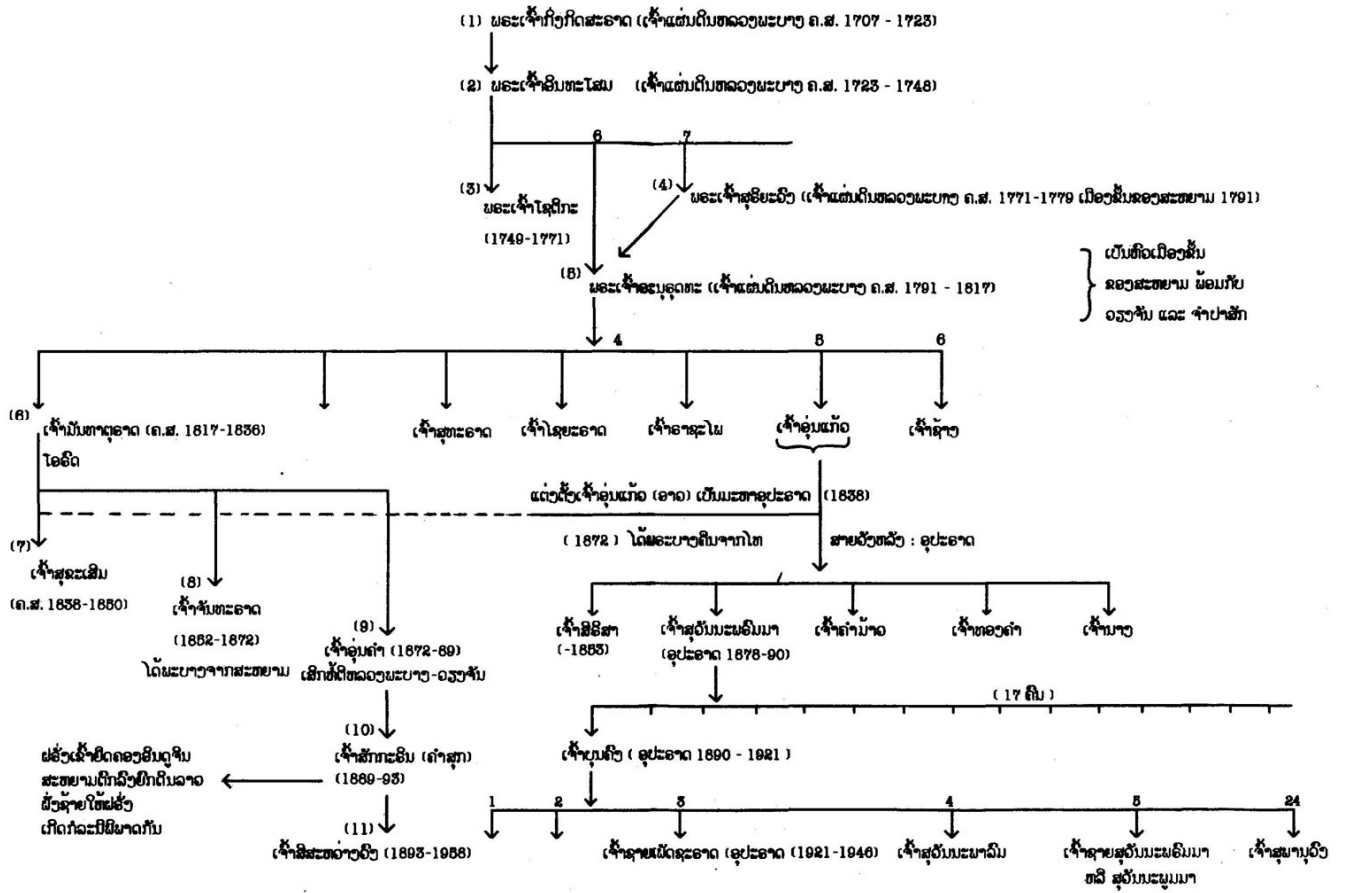 (1) ພຣະເຈົ້າກິ່ງກິດສະຣາດ (ເຈົ້າແຜ່ນດິນຫລວງພະບາງ ຄ.ສ. 1707 - 1723)
(2) ພຣະເຈົ້າອິນທະໂສມ (ເຈົ້າແຜ່ນດິນຫລວງພະບາງ ຄ.ສ. 1723 - 1748)
6 7
(3)
ພຣະເຈົ້າໂຊຕິກະ
(1749-1771)
(4)
ພຣະເຈົ້າສຸຣິຍະວົງ (ເຈົ້າແຜ່ນດິນຫລວງພະບາງ ຄ.ສ. 1771-1779 ເມືອງຂຶ້ນຂອງສະຫຍາມ 1791)
(5)
ພຣະເຈົ້າອະນຸຣຸດທະ (ເຈົ້າແຜ່ນດິນຫລວງພະບາງ ຄ.ສ. 1791 - 1817)
ເປັນຫົວເມືອງຂຶ້ນ
ຂອງສະຫຍາມ ພ້ອມກັບ
ວຽງຈັນ ແລະ ຈຳປາສັກ
4 5 6
(6)
ເຈົ້າມັນທາຕຸຣາດ (ຄ.ສ. 1817-1836)
ໂອຣົດ
ເຈົ້າສຸທະຣາດ
ເຈົ້າໄຊຍະຣາດ
ເຈົ້າຣາຊະໄພ
ເຈົ້າອຸ່ນແກ້ວ
ເຈົ້າຊ້າງ
ແຕ່ງຕັ້ງເຈົ້າອຸ່ນແກ້ວ (ອາວ) ເປັນມະຫາອຸປະຣາດ (1838)
(1872) ໄດ້ພຣະບາງຄືນຈາກໄທ
ສາຍວັງຫລັງ : ອຸປະຣາດ
(7)
ເຈົ້າສຸຂະເສີມ
(ຄ.ສ. 1838-1850)
(8)
ເຈົ້າຈັນທະຣາດ
(1852-1872)
ໄດ້ພະບາງຈາກສະຫຍາມ
(9)
ເຈົ້າອຸ່ນຄຳ (1872-89)
ເສິກຫໍ້ຕີຫລວງພະບາງ-ວຽງຈັນ
ເຈົ້າສີຣິສາ
(-1853)
ເຈົ້າສຸວັນນະພຣົມມາ
(ອຸປະຣາດ 1878-90)
ເຈົ້າຄຳມ້າວ
ເຈົ້າທອງຄຳ
ເຈົ້ານາງ
(17 ຄົນ)
(10)
ເຈົ້າສັກກະຣິນ (ຄຳສຸກ)
(1889-93)
ຝຣັ່ງເຂົ້າຍຶດຄອງອິນດູຈີນ
ສະຫຍາມຕົກລົງຍົກດິນລາວ
ຝັ່ງຊ້າຍໃຫ້ຝຣັ່ງ
ເກີດກໍລະນີພິພາດກັນ
ເຈົ້າບຸນຄົງ ( ອຸປະຣາດ 1890 - 1921 )
1 2 3 4 5 24
(11)
ເຈົ້າສີສະຫວ່າງວົງ (1893-1958)
ເຈົ້າຊາຍເພັດຊະຣາດ (ອຸປະຣາດ (1921-1946)
ເຈົ້າສຸວັນນະພາລົມ
ເຈົ້າຊາຍສຸວັນນະພຣົມມາ
ຫລື ສຸວັນນະພູມມາ
ເຈົ້າສຸພານຸວົງ